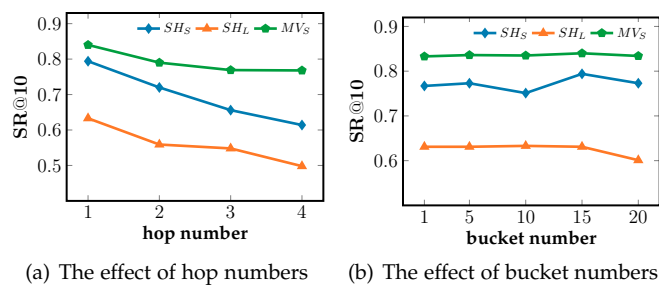 SH_S SH_L MV_S
SR@10
0.9
0.8
0.7
0.6
0.5
1 2 3 4
hop number
(a) The effect of hop numbers
SH_S SH_L MV_S
SR@10
0.9
0.8
0.7
0.6
1 5 10 15 20
bucket number
(b) The effect of bucket numbers